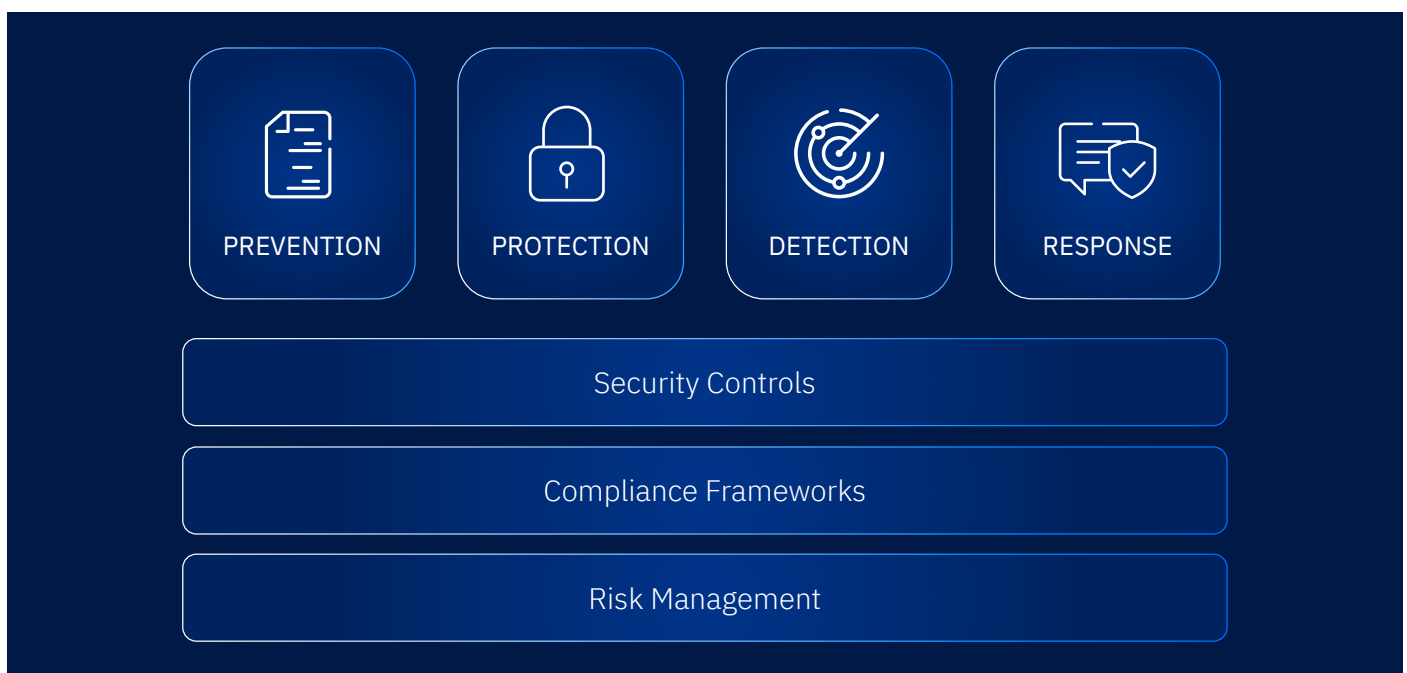 PREVENTION
PROTECTION
DETECTION
RESPONSE
Security Controls
Compliance Frameworks
Risk Management